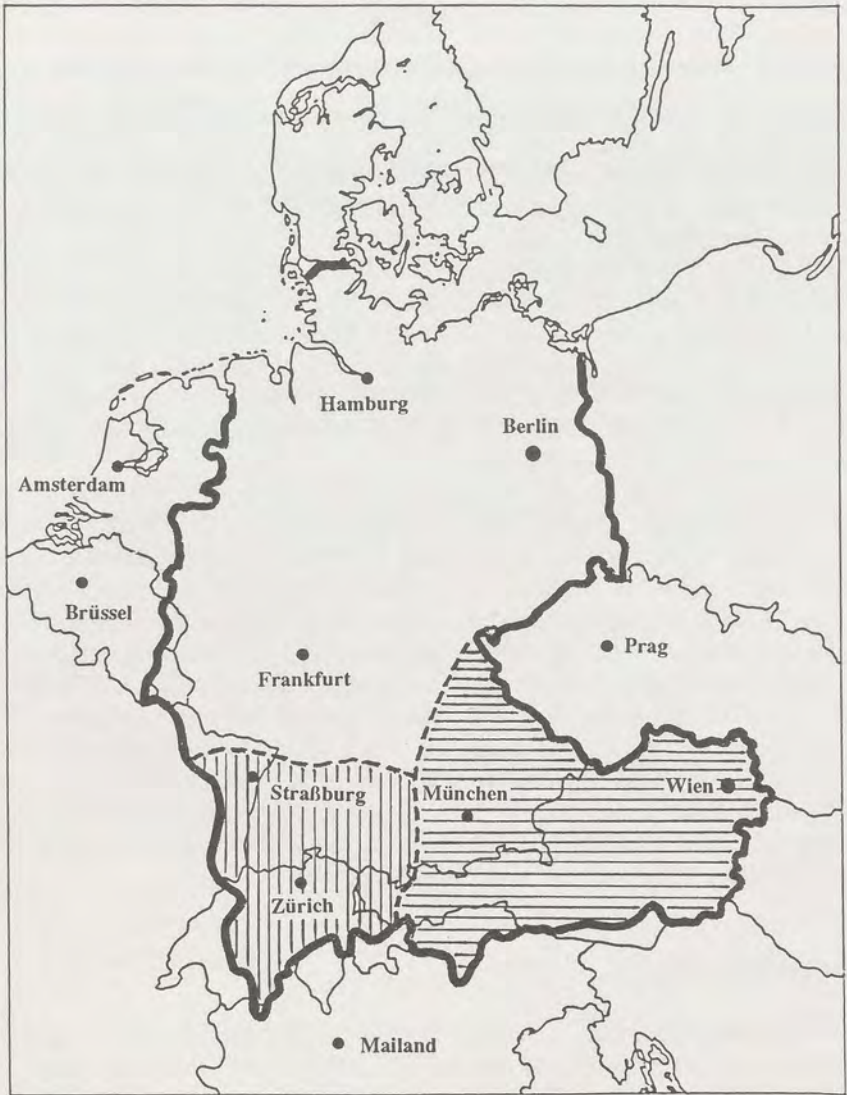 Hamburg
Berlin
Amsterdam
Brüssel
Prag
Frankfurt
Straßburg
München
Wien
Zürich
Mailand